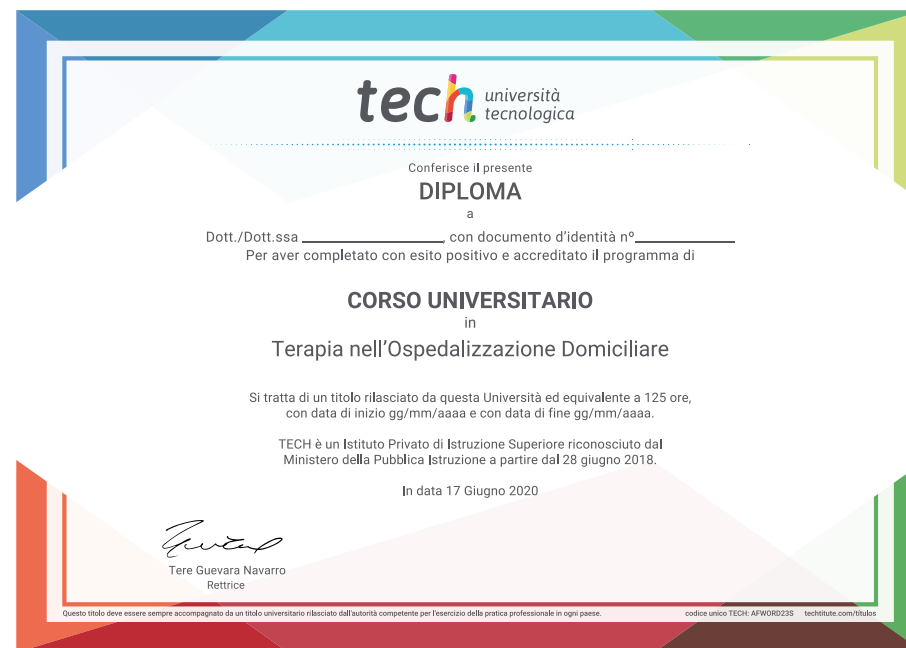 tech università
tecnologica
Conferisce il presente
DIPLOMA
a
Dott./Dott.ssa ________________, con documento d'identità nº____________
Per aver completato con esito positivo e accreditato il programma di
CORSO UNIVERSITARIO
in
Terapia nell'Ospedalizzazione Domiciliare
Si tratta di un titolo rilasciato da questa Università ed equivalente a 125 ore,
con data di inizio gg/mm/aaaa e con data di fine gg/mm/aaaa.
TECH è un Istituto Privato di Istruzione Superiore riconosciuto dal
Ministero della Pubblica Istruzione a partire dal 28 giugno 2018.
In data 17 Giugno 2020
Tere Guevara Navarro
Rettrice
Questo titolo deve essere sempre accompagnato da un titolo universitario rilasciato dall'autorità competente per l'esercizio della pratica professionale in ogni paese. codice unico TECH: AFWORD23S techtitute.com/titulos